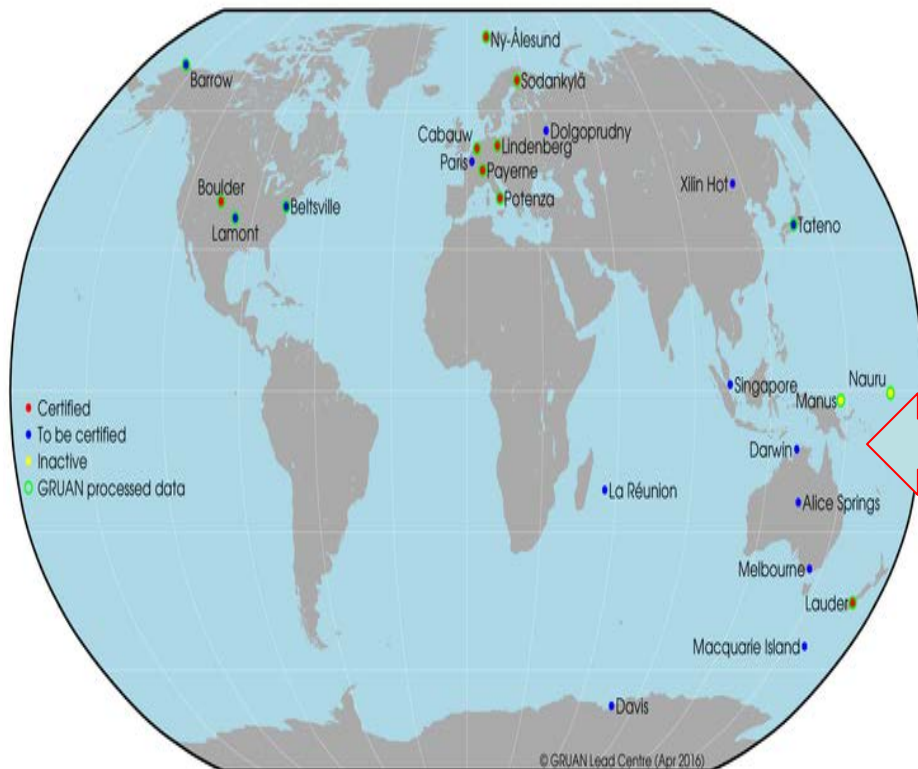 Ny-Ålesund
Barrow
Sodankylä
Dolgoprudny
Cabauw
Lindenberg
Paris
Payerne
Xilin Hot
Boulder
Potenza
Beltsville
Lamont
Tateno
Singapore
Nauru
Manus
Certified
To be certified
Inactive
GRUAN processed data
Darwin
La Réunion
Alice Springs
Melbourne
Lauder
Macquarie Island
Davis
© GRUAN Lead Centre (Apr 2016)